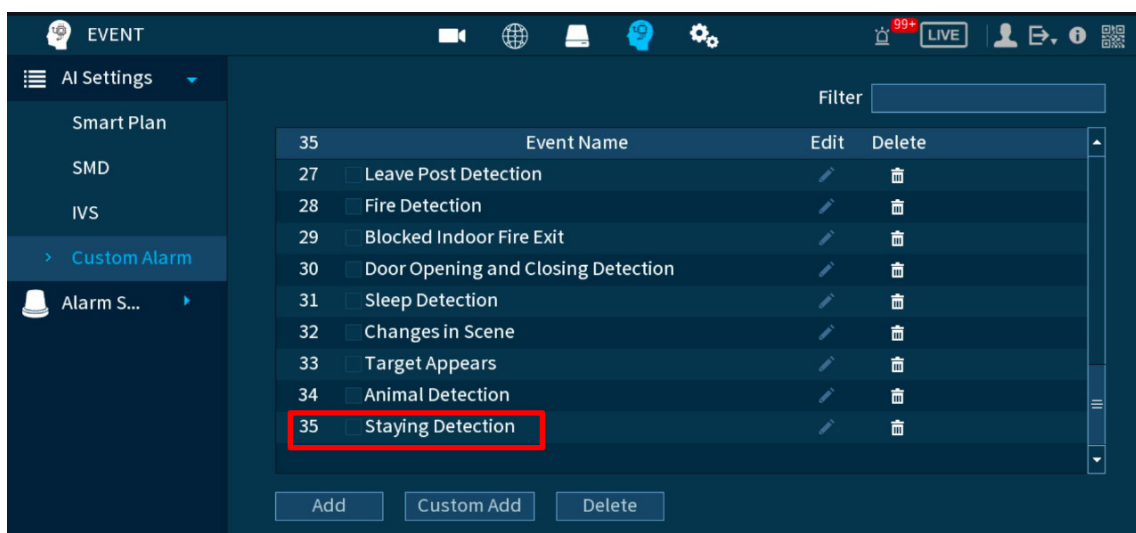 EVENT
99+
LIVE
AI Settings
Smart Plan
SMD
IVS
> Custom Alarm
Alarm S...
Filter
35 Event Name Edit Delete
27 Leave Post Detection
28 Fire Detection
29 Blocked Indoor Fire Exit
30 Door Opening and Closing Detection
31 Sleep Detection
32 Changes in Scene
33 Target Appears
34 Animal Detection
35 Staying Detection
Add Custom Add Delete